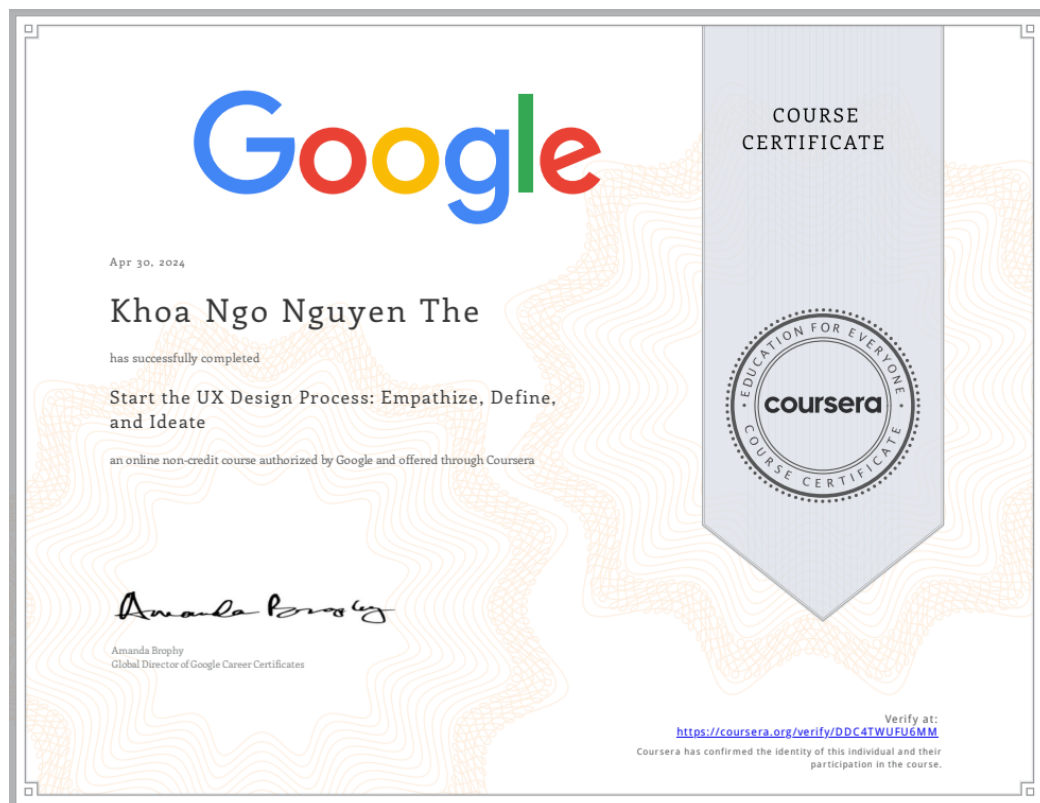 Google
COURSE
CERTIFICATE
Apr 30, 2024
Khoa Ngo Nguyen The
has successfully completed
Start the UX Design Process: Empathize, Define,
and Ideate
an online non-credit course authorized by Google and offered through Coursera
EDUCATION FOR EVERYONE
coursera
COURSE CERTIFICATE
Amanda Brophy
Amanda Brophy
Global Director of Google Career Certificates
Verify at:
https://coursera.org/verify/DDC4TWUFU6MM
Coursera has confirmed the identity of this individual and their
participation in the course.